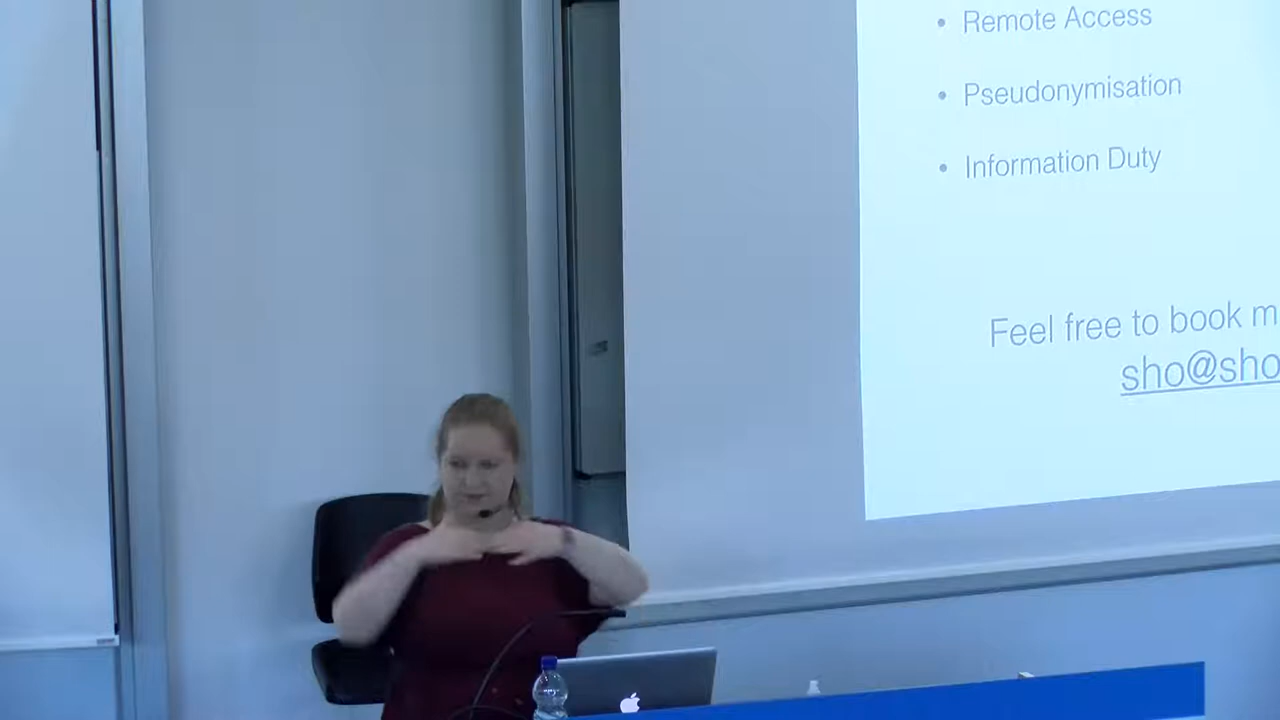 • Remote Access
• Pseudonymisation
• Information Duty
Feel free to book m
sho@sho